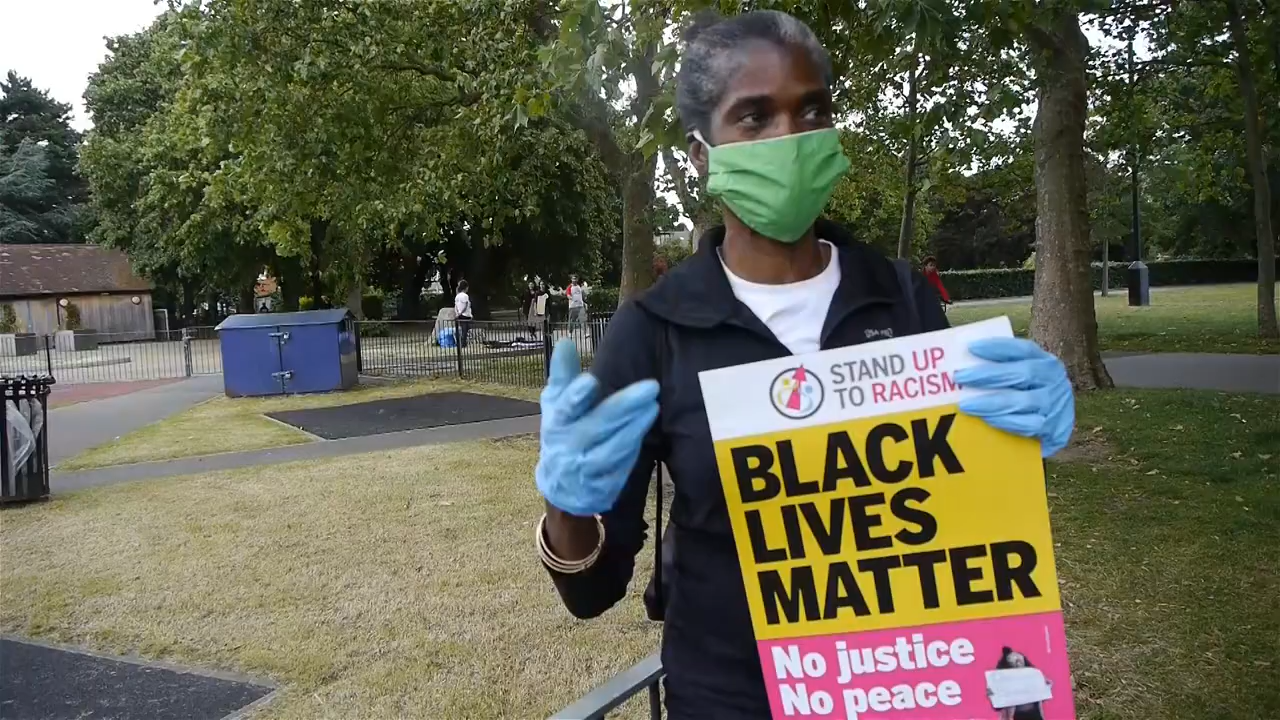 STAND UP
TO RACISM
BLACK
LIVES
MATTER
No justice
No peace